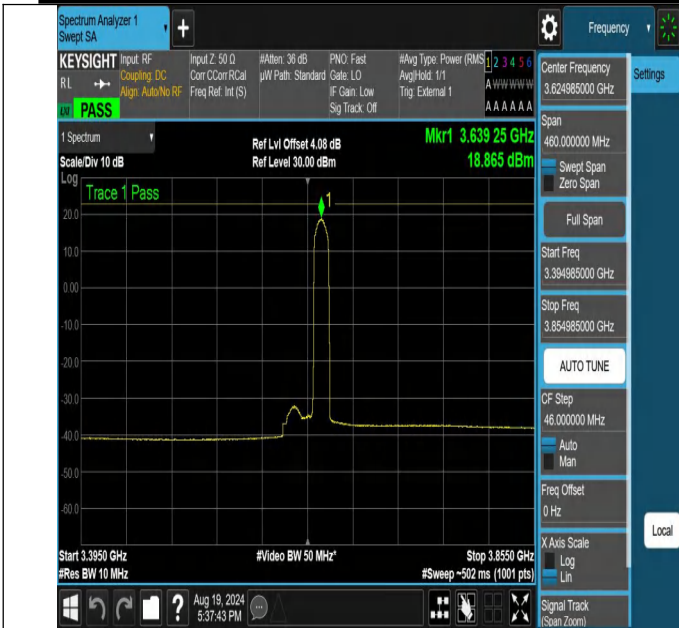 Spectrum Analyzer 1
Swept SA
+
Frequency
KEYSIGHT
RL
PASS
Input: RF
Coupling: DC
Align: Auto/No RF
Input Z: 50 Ω
Corr CCorr RCal
Freq Ref: Int (S)
#Atten: 36 dB
µW Path: Standard
PNO: Fast
Gate: LO
IF Gain: Low
Sig Track: Off
#Avg Type: Power (RMS
Avg|Hold: 1/1
Trig: External 1
1 2 3 4 5 6
A W W W W W
A A A A A A
1 Spectrum
Scale/Div 10 dB
Log
Ref Lvl Offset 4.08 dB
Ref Level 30.00 dBm
Mkr1 3.639 25 GHz
18.865 dBm
Trace 1 Pass
1
20.0
10.0
0.00
-10.0
-20.0
-30.0
-40.0
-50.0
-60.0
Start 3.3950 GHz
#Res BW 10 MHz
#Video BW 50 MHz*
Stop 3.8550 GHz
#Sweep ~502 ms (1001 pts)
?
Aug 19, 2024
5:37:43 PM
Center Frequency
3.624985000 GHz
Span
460.000000 MHz
Swept Span
Zero Span
Full Span
Start Freq
3.394985000 GHz
Stop Freq
3.854985000 GHz
AUTO TUNE
CF Step
46.000000 MHz
Auto
Man
Freq Offset
0 Hz
X Axis Scale
Log
Lin
Signal Track
(Span Zoom)
Settings
Local